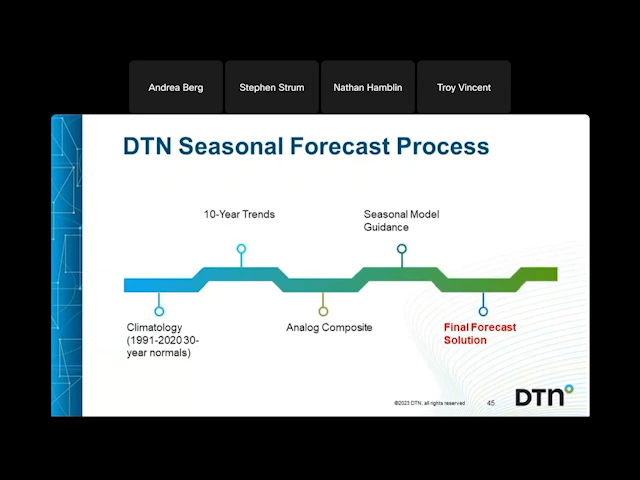 Andrea Berg
Stephen Strum
Nathan Hamblin
Troy Vincent
DTN Seasonal Forecast Process
10-Year Trends
Seasonal Model
Guidance
Climatology
(1991-2020 30-
year normals)
Analog Composite
Final Forecast
Solution
©2023 DTN, all rights reserved
45
DTN